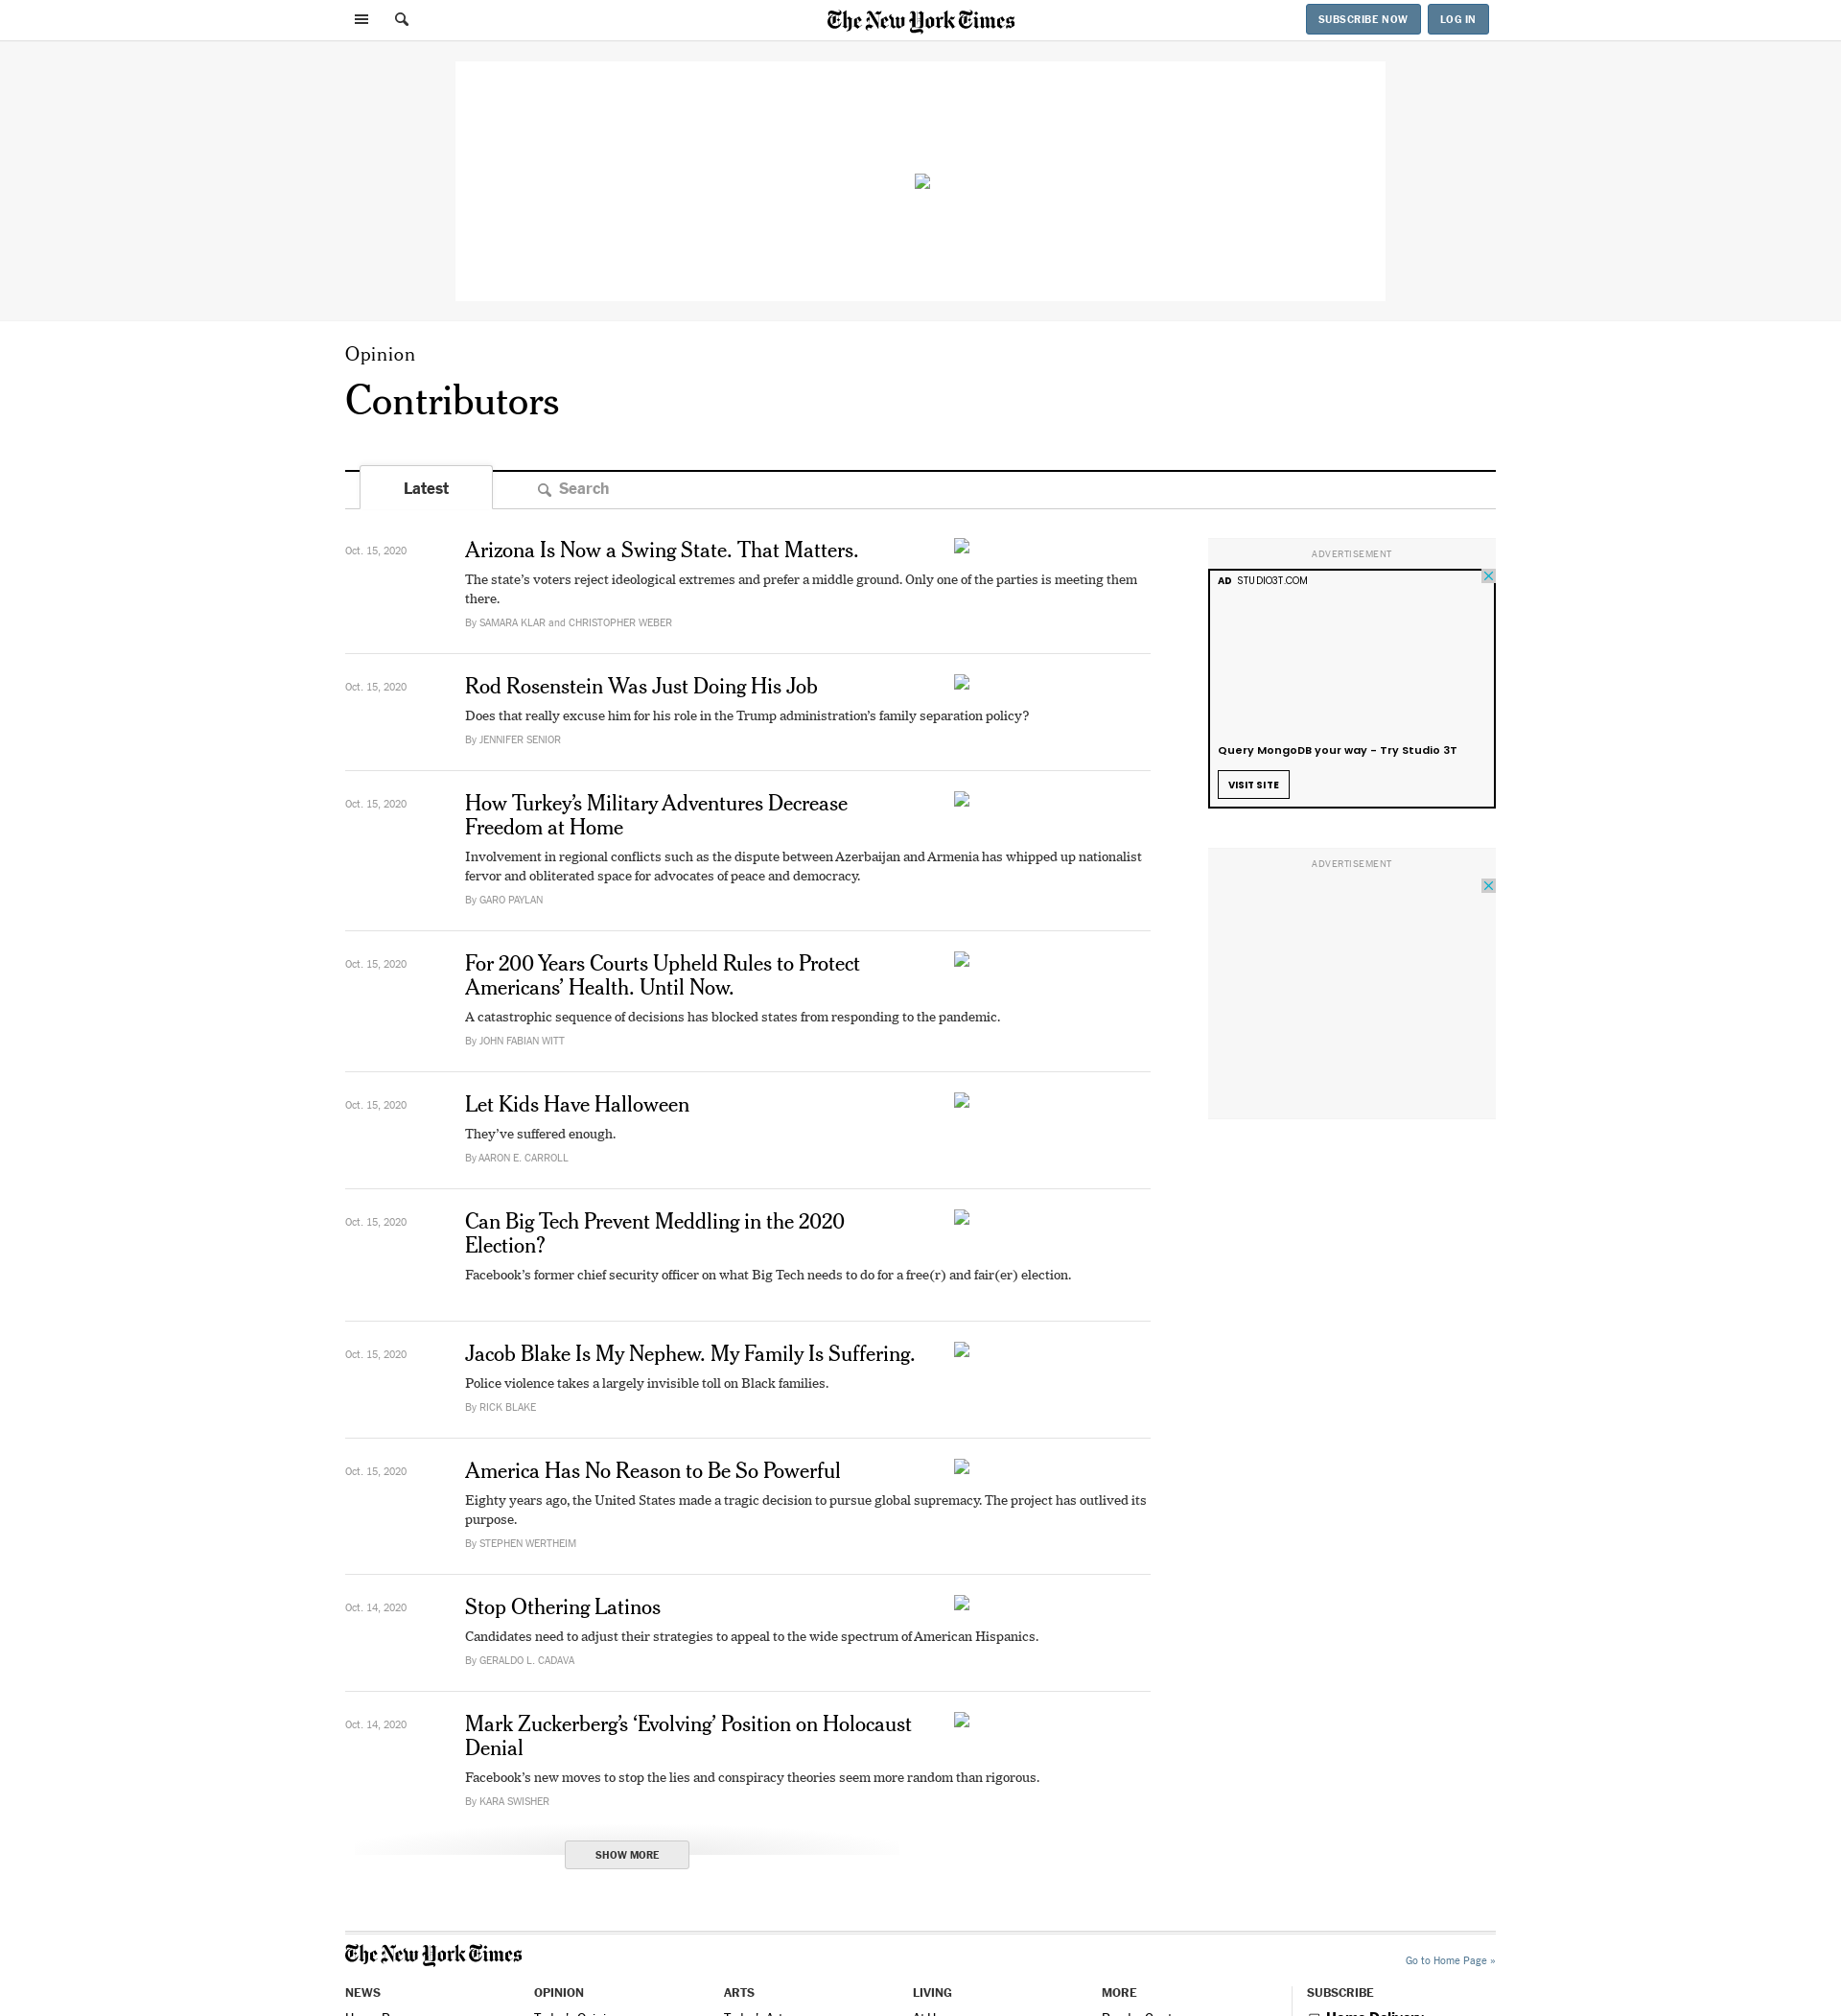 The New York Times
SUBSCRIBE NOW
LOG IN
Opinion
Contributors
Latest
Search
Oct. 15, 2020
Arizona Is Now a Swing State. That Matters.
The state’s voters reject ideological extremes and prefer a middle ground. Only one of the parties is meeting them
there.
By SAMARA KLAR and CHRISTOPHER WEBER
Oct. 15, 2020
Rod Rosenstein Was Just Doing His Job
Does that really excuse him for his role in the Trump administration’s family separation policy?
By JENNIFER SENIOR
Oct. 15, 2020
How Turkey’s Military Adventures Decrease
Freedom at Home
Involvement in regional conflicts such as the dispute between Azerbaijan and Armenia has whipped up nationalist
fervor and obliterated space for advocates of peace and democracy.
By GARO PAYLAN
Oct. 15, 2020
For 200 Years Courts Upheld Rules to Protect
Americans’ Health. Until Now.
A catastrophic sequence of decisions has blocked states from responding to the pandemic.
By JOHN FABIAN WITT
Oct. 15, 2020
Let Kids Have Halloween
They’ve suffered enough.
By AARON E. CARROLL
Oct. 15, 2020
Can Big Tech Prevent Meddling in the 2020
Election?
Facebook’s former chief security officer on what Big Tech needs to do for a free(r) and fair(er) election.
Oct. 15, 2020
Jacob Blake Is My Nephew. My Family Is Suffering.
Police violence takes a largely invisible toll on Black families.
By RICK BLAKE
Oct. 15, 2020
America Has No Reason to Be So Powerful
Eighty years ago, the United States made a tragic decision to pursue global supremacy. The project has outlived its
purpose.
By STEPHEN WERTHEIM
Oct. 14, 2020
Stop Othering Latinos
Candidates need to adjust their strategies to appeal to the wide spectrum of American Hispanics.
By GERALDO L. CADAVA
Oct. 14, 2020
Mark Zuckerberg’s ‘Evolving’ Position on Holocaust
Denial
Facebook’s new moves to stop the lies and conspiracy theories seem more random than rigorous.
By KARA SWISHER
SHOW MORE
ADVERTISEMENT
AD STUDIO3T.COM
Query MongoDB your way - Try Studio 3T
VISIT SITE
ADVERTISEMENT
The New York Times
Go to Home Page »
NEWS
OPINION
ARTS
LIVING
MORE
SUBSCRIBE
Home Delivery